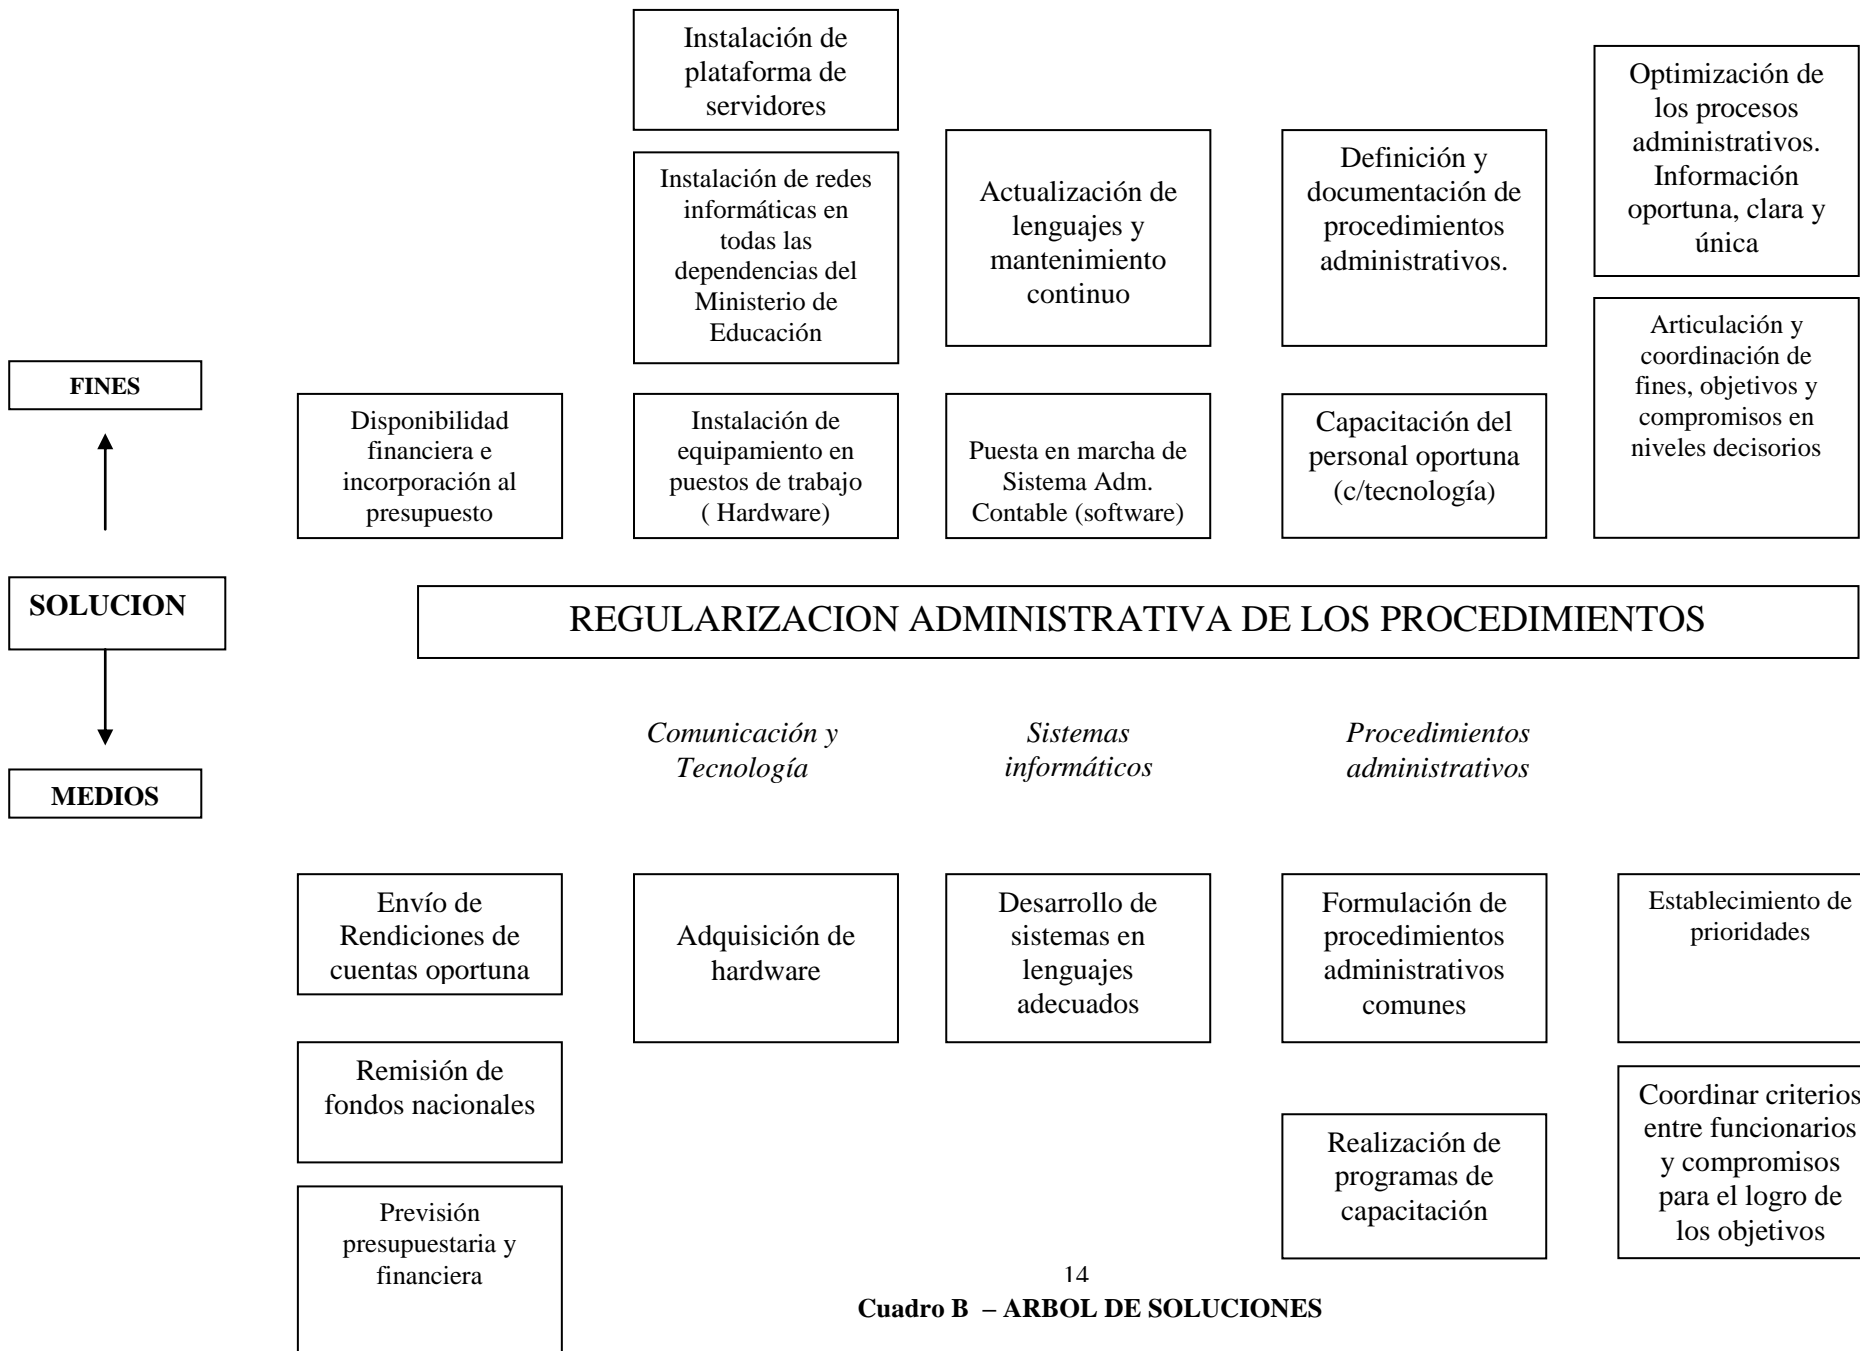 Instalación de
plataforma de
servidores
Optimización de
los procesos
administrativos.
Información
oportuna, clara y
única
Instalación de redes
informáticas en
todas las
dependencias del
Ministerio de
Educación
Actualización de
lenguajes y
mantenimiento
continuo
Definición y
documentación de
procedimientos
administrativos.
Articulación y
coordinación de
fines, objetivos y
compromisos en
niveles decisorios
FINES
Disponibilidad
financiera e
incorporación al
presupuesto
Instalación de
equipamiento en
puestos de trabajo
( Hardware)
Puesta en marcha de
Sistema Adm.
Contable (software)
Capacitación del
personal oportuna
(c/tecnología)
SOLUCION
REGULARIZACION ADMINISTRATIVA DE LOS PROCEDIMIENTOS
Comunicación y
Tecnología
Sistemas
informáticos
Procedimientos
administrativos
MEDIOS
Envío de
Rendiciones de
cuentas oportuna
Adquisición de
hardware
Desarrollo de
sistemas en
lenguajes
adecuados
Formulación de
procedimientos
administrativos
comunes
Establecimiento de
prioridades
Remisión de
fondos nacionales
Realización de
programas de
capacitación
Coordinar criterios
entre funcionarios
y compromisos
para el logro de
los objetivos
Previsión
presupuestaria y
financiera
14
Cuadro B – ARBOL DE SOLUCIONES